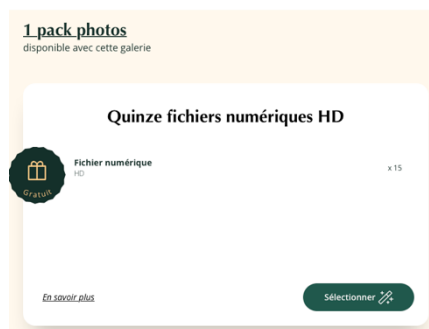 1 pack photos
disponible avec cette galerie
Quinze fichiers numériques HD
Fichier numérique
HD
x 15
Gratuit
En savoir plus
Sélectionner